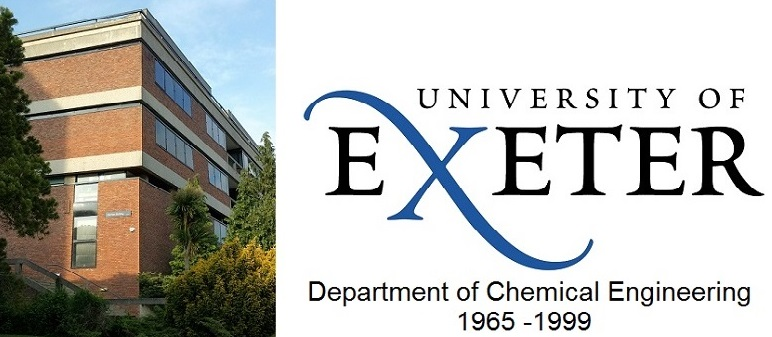 UNIVERSITY OF
EXETER
Department of Chemical Engineering
1965 -1999